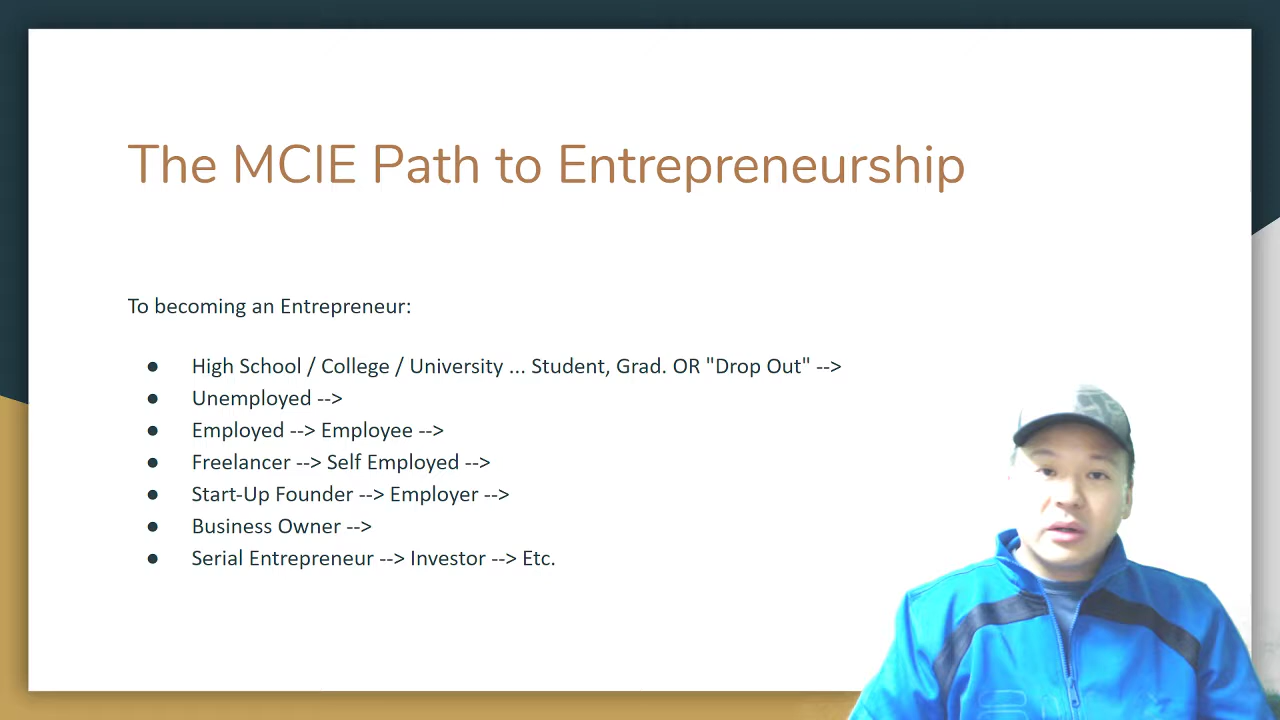 The MCIE Path to Entrepreneurship
To becoming an Entrepreneur:
● High School / College / University ... Student, Grad. OR "Drop Out" -->
● Unemployed -->
● Employed --> Employee -->
● Freelancer --> Self Employed -->
● Start-Up Founder --> Employer -->
● Business Owner -->
● Serial Entrepreneur --> Investor --> Etc.